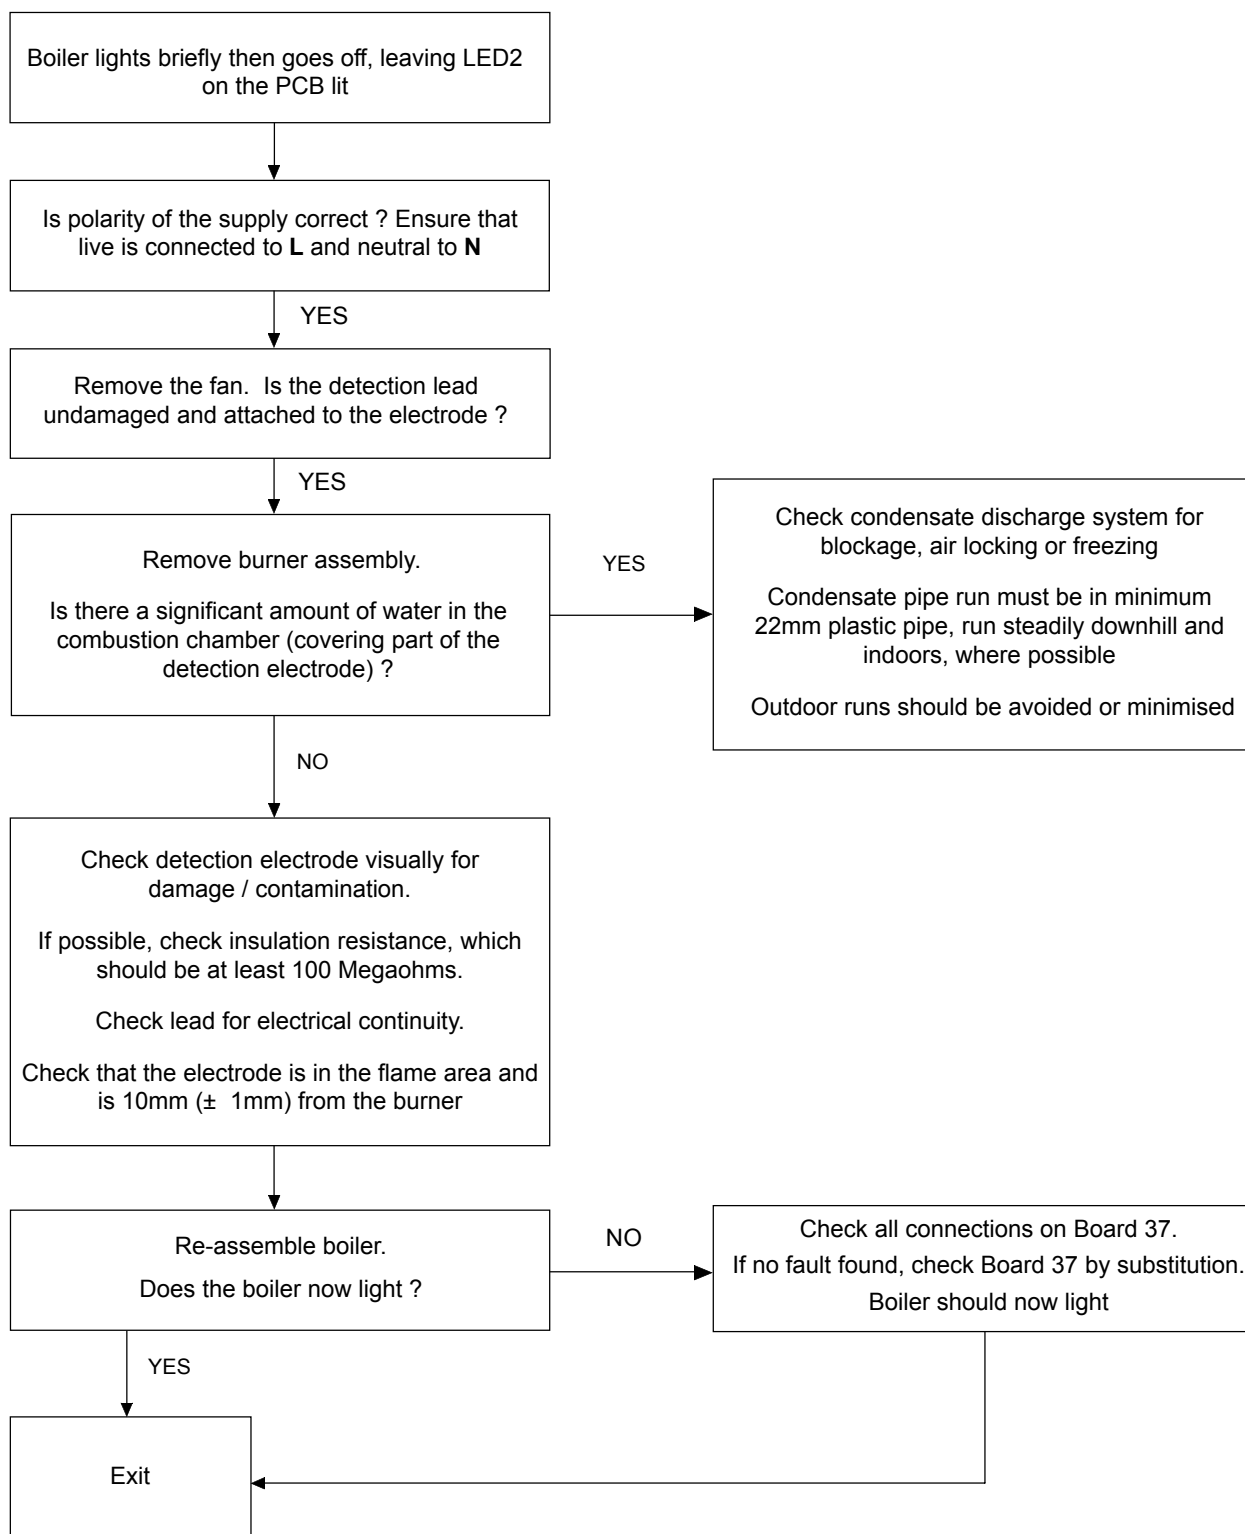 Boiler lights briefly then goes off, leaving LED2
on the PCB lit
Is polarity of the supply correct ? Ensure that
live is connected to L and neutral to N
YES
Remove the fan. Is the detection lead
undamaged and attached to the electrode ?
YES
Remove burner assembly.
Is there a significant amount of water in the
combustion chamber (covering part of the
detection electrode) ?
YES
Check condensate discharge system for
blockage, air locking or freezing
Condensate pipe run must be in minimum
22mm plastic pipe, run steadily downhill and
indoors, where possible
Outdoor runs should be avoided or minimised
NO
Check detection electrode visually for
damage / contamination.
If possible, check insulation resistance, which
should be at least 100 Megaohms.
Check lead for electrical continuity.
Check that the electrode is in the flame area and
is 10mm (± 1mm) from the burner
Re-assemble boiler.
Does the boiler now light ?
NO
Check all connections on Board 37.
If no fault found, check Board 37 by substitution.
Boiler should now light
YES
Exit